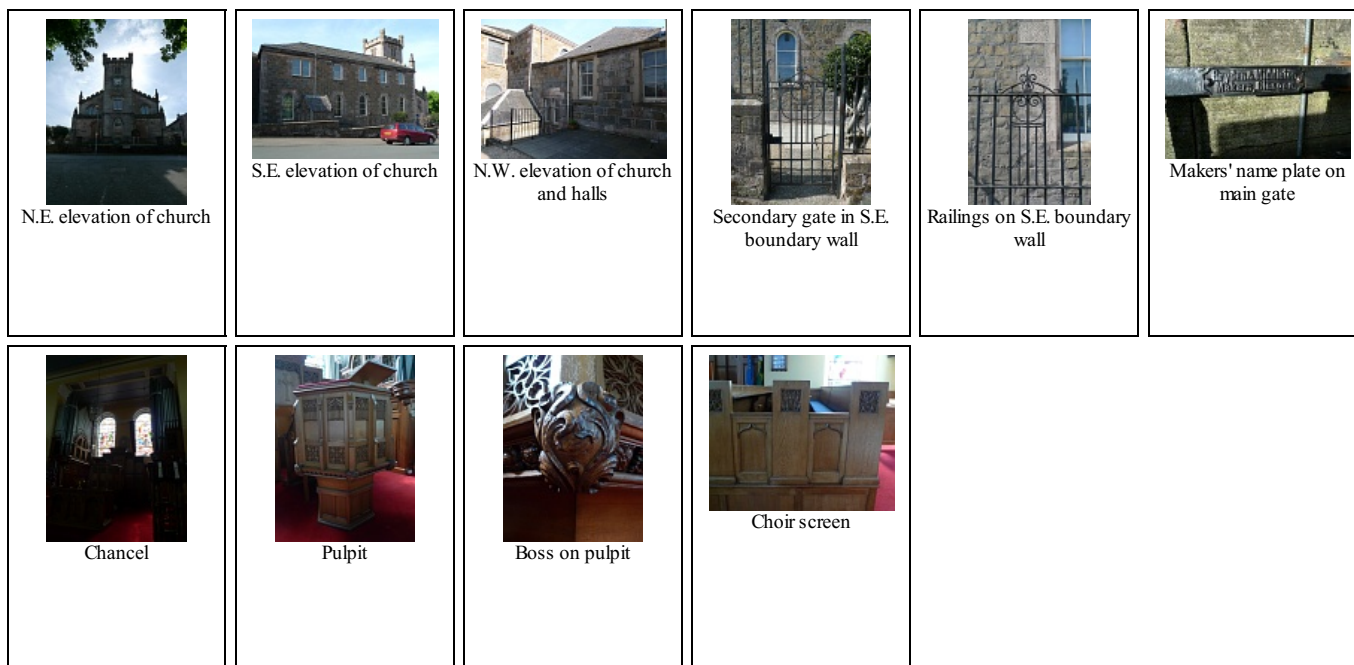 N.E. elevation of church
S.E. elevation of church
N.W. elevation of church
and halls
Secondary gate in S.E.
boundary wall
Railings on S.E. boundary
wall
Makers' name plate on
main gate
Chancel
Pulpit
Boss on pulpit
Choir screen